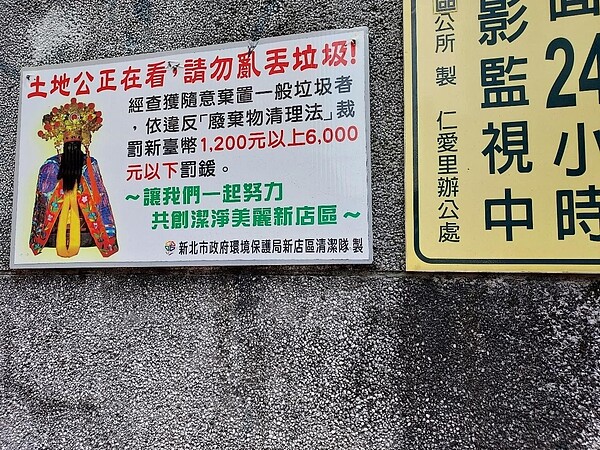 土地公正在看，請勿亂丟垃圾!
經查獲隨意棄置一般垃圾者
，依違反「廢棄物清理法」裁
罰新臺幣1,200元以上6,000
元以下罰鍰。
~讓我們一起努力
共創潔淨美麗新店區~
新北市政府環境保護局新店區清潔隊 製
面24小時
影監視中
區公所 製 仁愛里辦公處